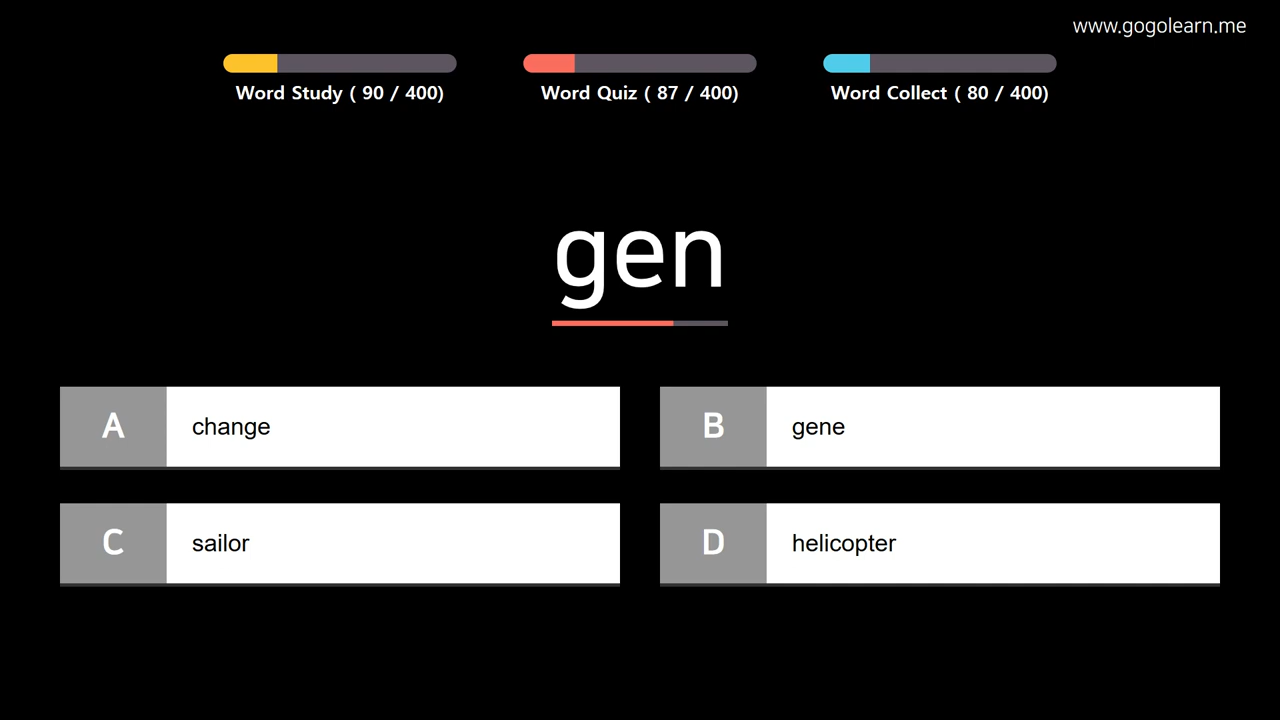 www.gogolearn.me
Word Study ( 90 / 400)
Word Quiz ( 87 / 400)
Word Collect ( 80 / 400)
gen
A change
B gene
C sailor
D helicopter